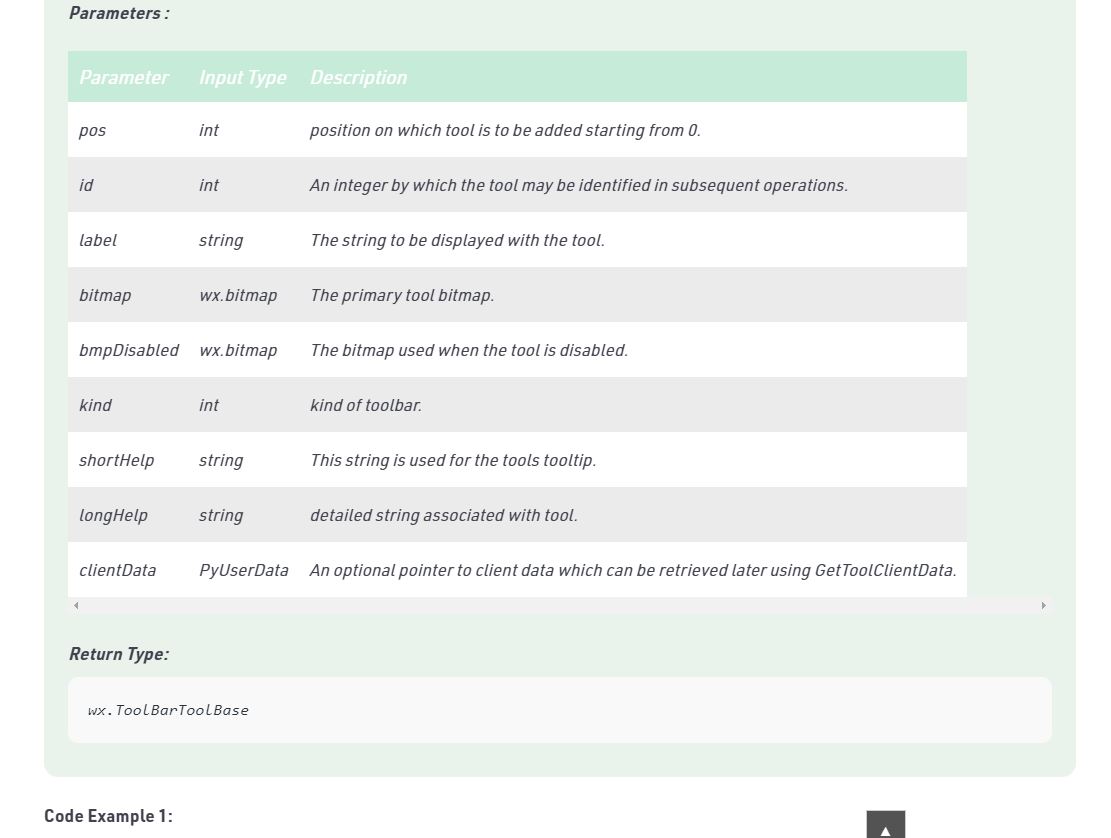 Parameters :
Parameter Input Type Description
pos int position on which tool is to be added starting from 0.
id int An integer by which the tool may be identified in subsequent operations.
label string The string to be displayed with the tool.
bitmap wx.bitmap The primary tool bitmap.
bmpDisabled wx.bitmap The bitmap used when the tool is disabled.
kind int kind of toolbar.
shortHelp string This string is used for the tools tooltip.
longHelp string detailed string associated with tool.
clientData PyUserData An optional pointer to client data which can be retrieved later using GetToolClientData.
Return Type:
wx.ToolBarToolBase
Code Example 1: